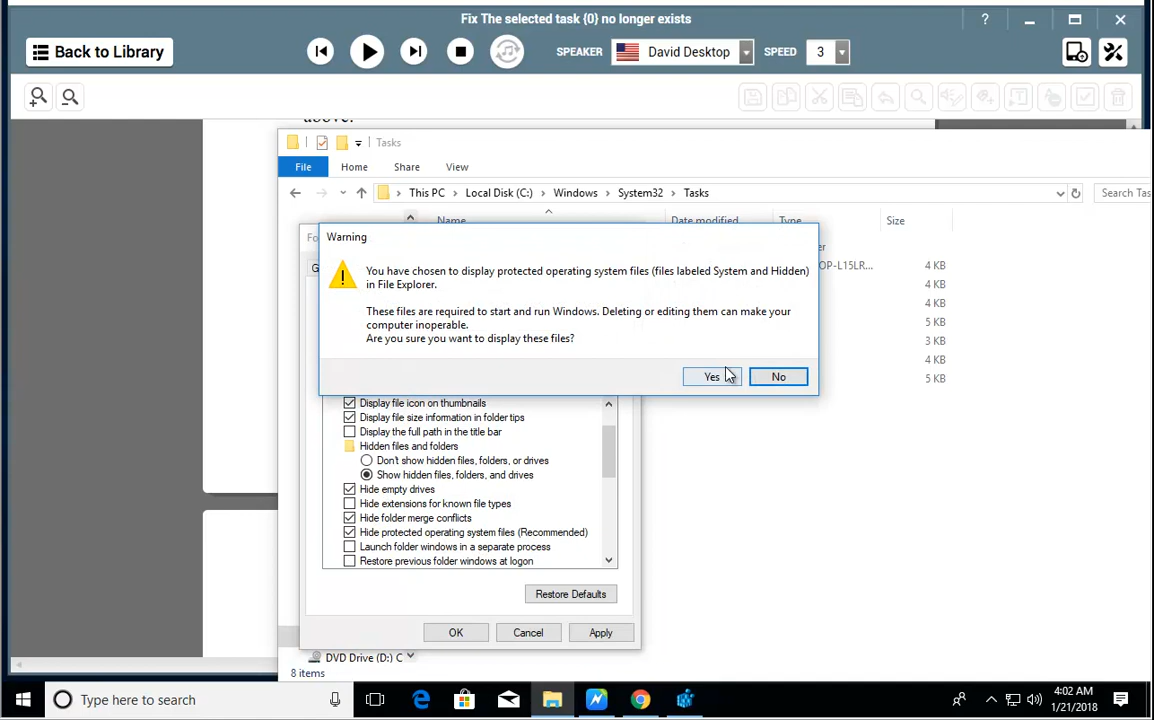 Fix The selected task {0} no longer exists
?
Back to Library
SPEAKER
David Desktop
SPEED
3
above.
Tasks
File
Home
Share
View
This PC
Local Disk (C:)
Windows
System32
Tasks
Search Tas
Name
Date modified
Type
Size
OP-L15LR...
4 KB
4 KB
4 KB
5 KB
3 KB
4 KB
5 KB
Warning
You have chosen to display protected operating system files (files labeled System and Hidden)
in File Explorer.
These files are required to start and run Windows. Deleting or editing them can make your
computer inoperable.
Are you sure you want to display these files?
Yes
No
Display file icon on thumbnails
Display file size information in folder tips
Display the full path in the title bar
Hidden files and folders
Don't show hidden files, folders, or drives
Show hidden files, folders, and drives
Hide empty drives
Hide extensions for known file types
Hide folder merge conflicts
Hide protected operating system files (Recommended)
Launch folder windows in a separate process
Restore previous folder windows at logon
Restore Defaults
OK
Cancel
Apply
DVD Drive (D:) C
8 items
Type here to search
4:02 AM
1/21/2018